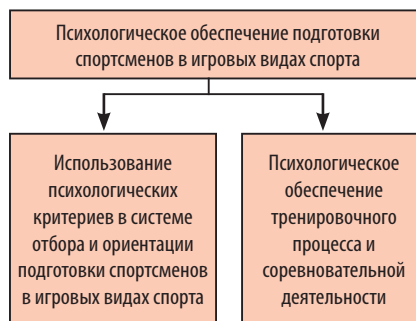 Психологическое обеспечение подготовки
спортсменов в игровых видах спорта
Использование
психологических
критериев в системе
отбора и ориентации
подготовки спортсменов
в игровых видах спорта
Психологическое
обеспечение
тренировочного
процесса и
соревновательной
деятельности